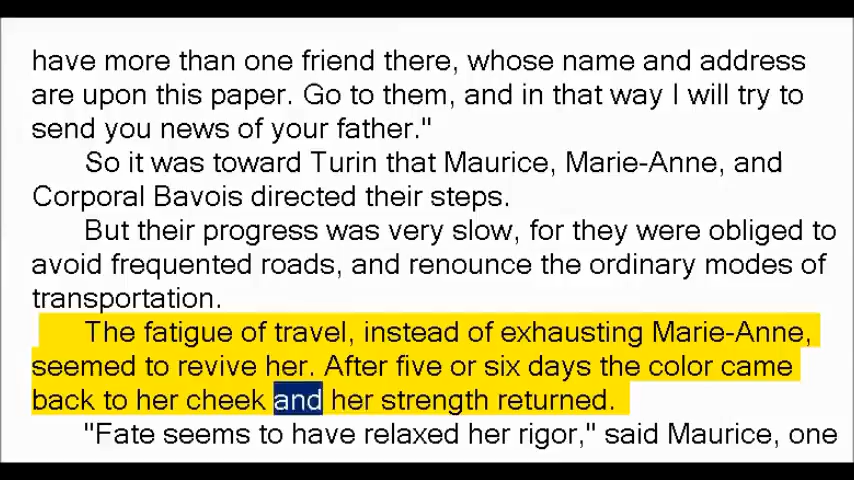 have more than one friend there, whose name and address
are upon this paper. Go to them, and in that way I will try to
send you news of your father."
So it was toward Turin that Maurice, Marie-Anne, and
Corporal Bavois directed their steps.
But their progress was very slow, for they were obliged to
avoid frequented roads, and renounce the ordinary modes of
transportation.
The fatigue of travel, instead of exhausting Marie-Anne,
seemed to revive her. After five or six days the color came
back to her cheek and her strength returned.
"Fate seems to have relaxed her rigor," said Maurice, one